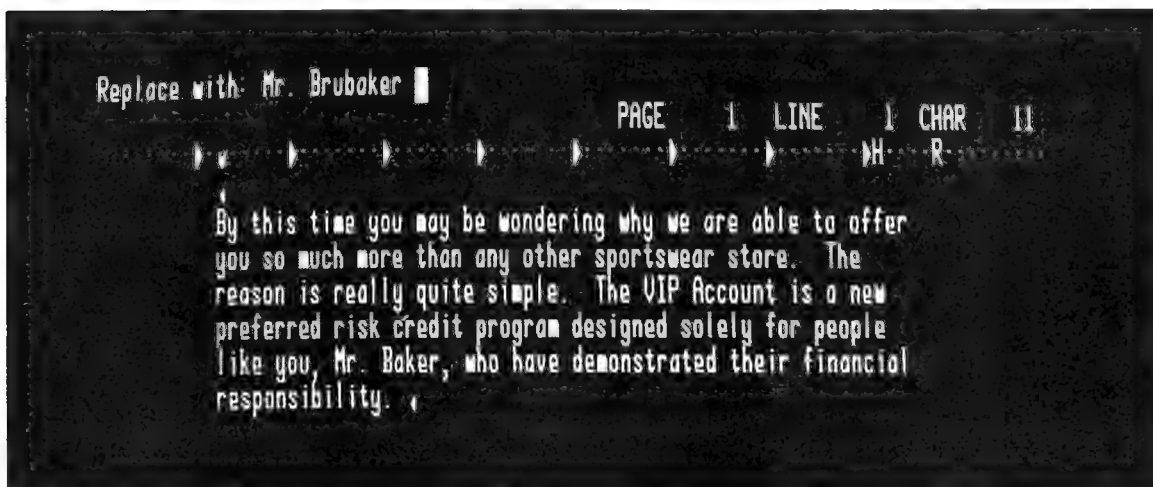 Replace with: Mr. Brubaker
PAGE 1 LINE 1 CHAR 11
H R
By this time you may be wondering why we are able to offer
you so much more than any other sportswear store. The
reason is really quite simple. The VIP Account is a new
preferred risk credit program designed solely for people
like you, Mr. Baker, who have demonstrated their financial
responsibility.